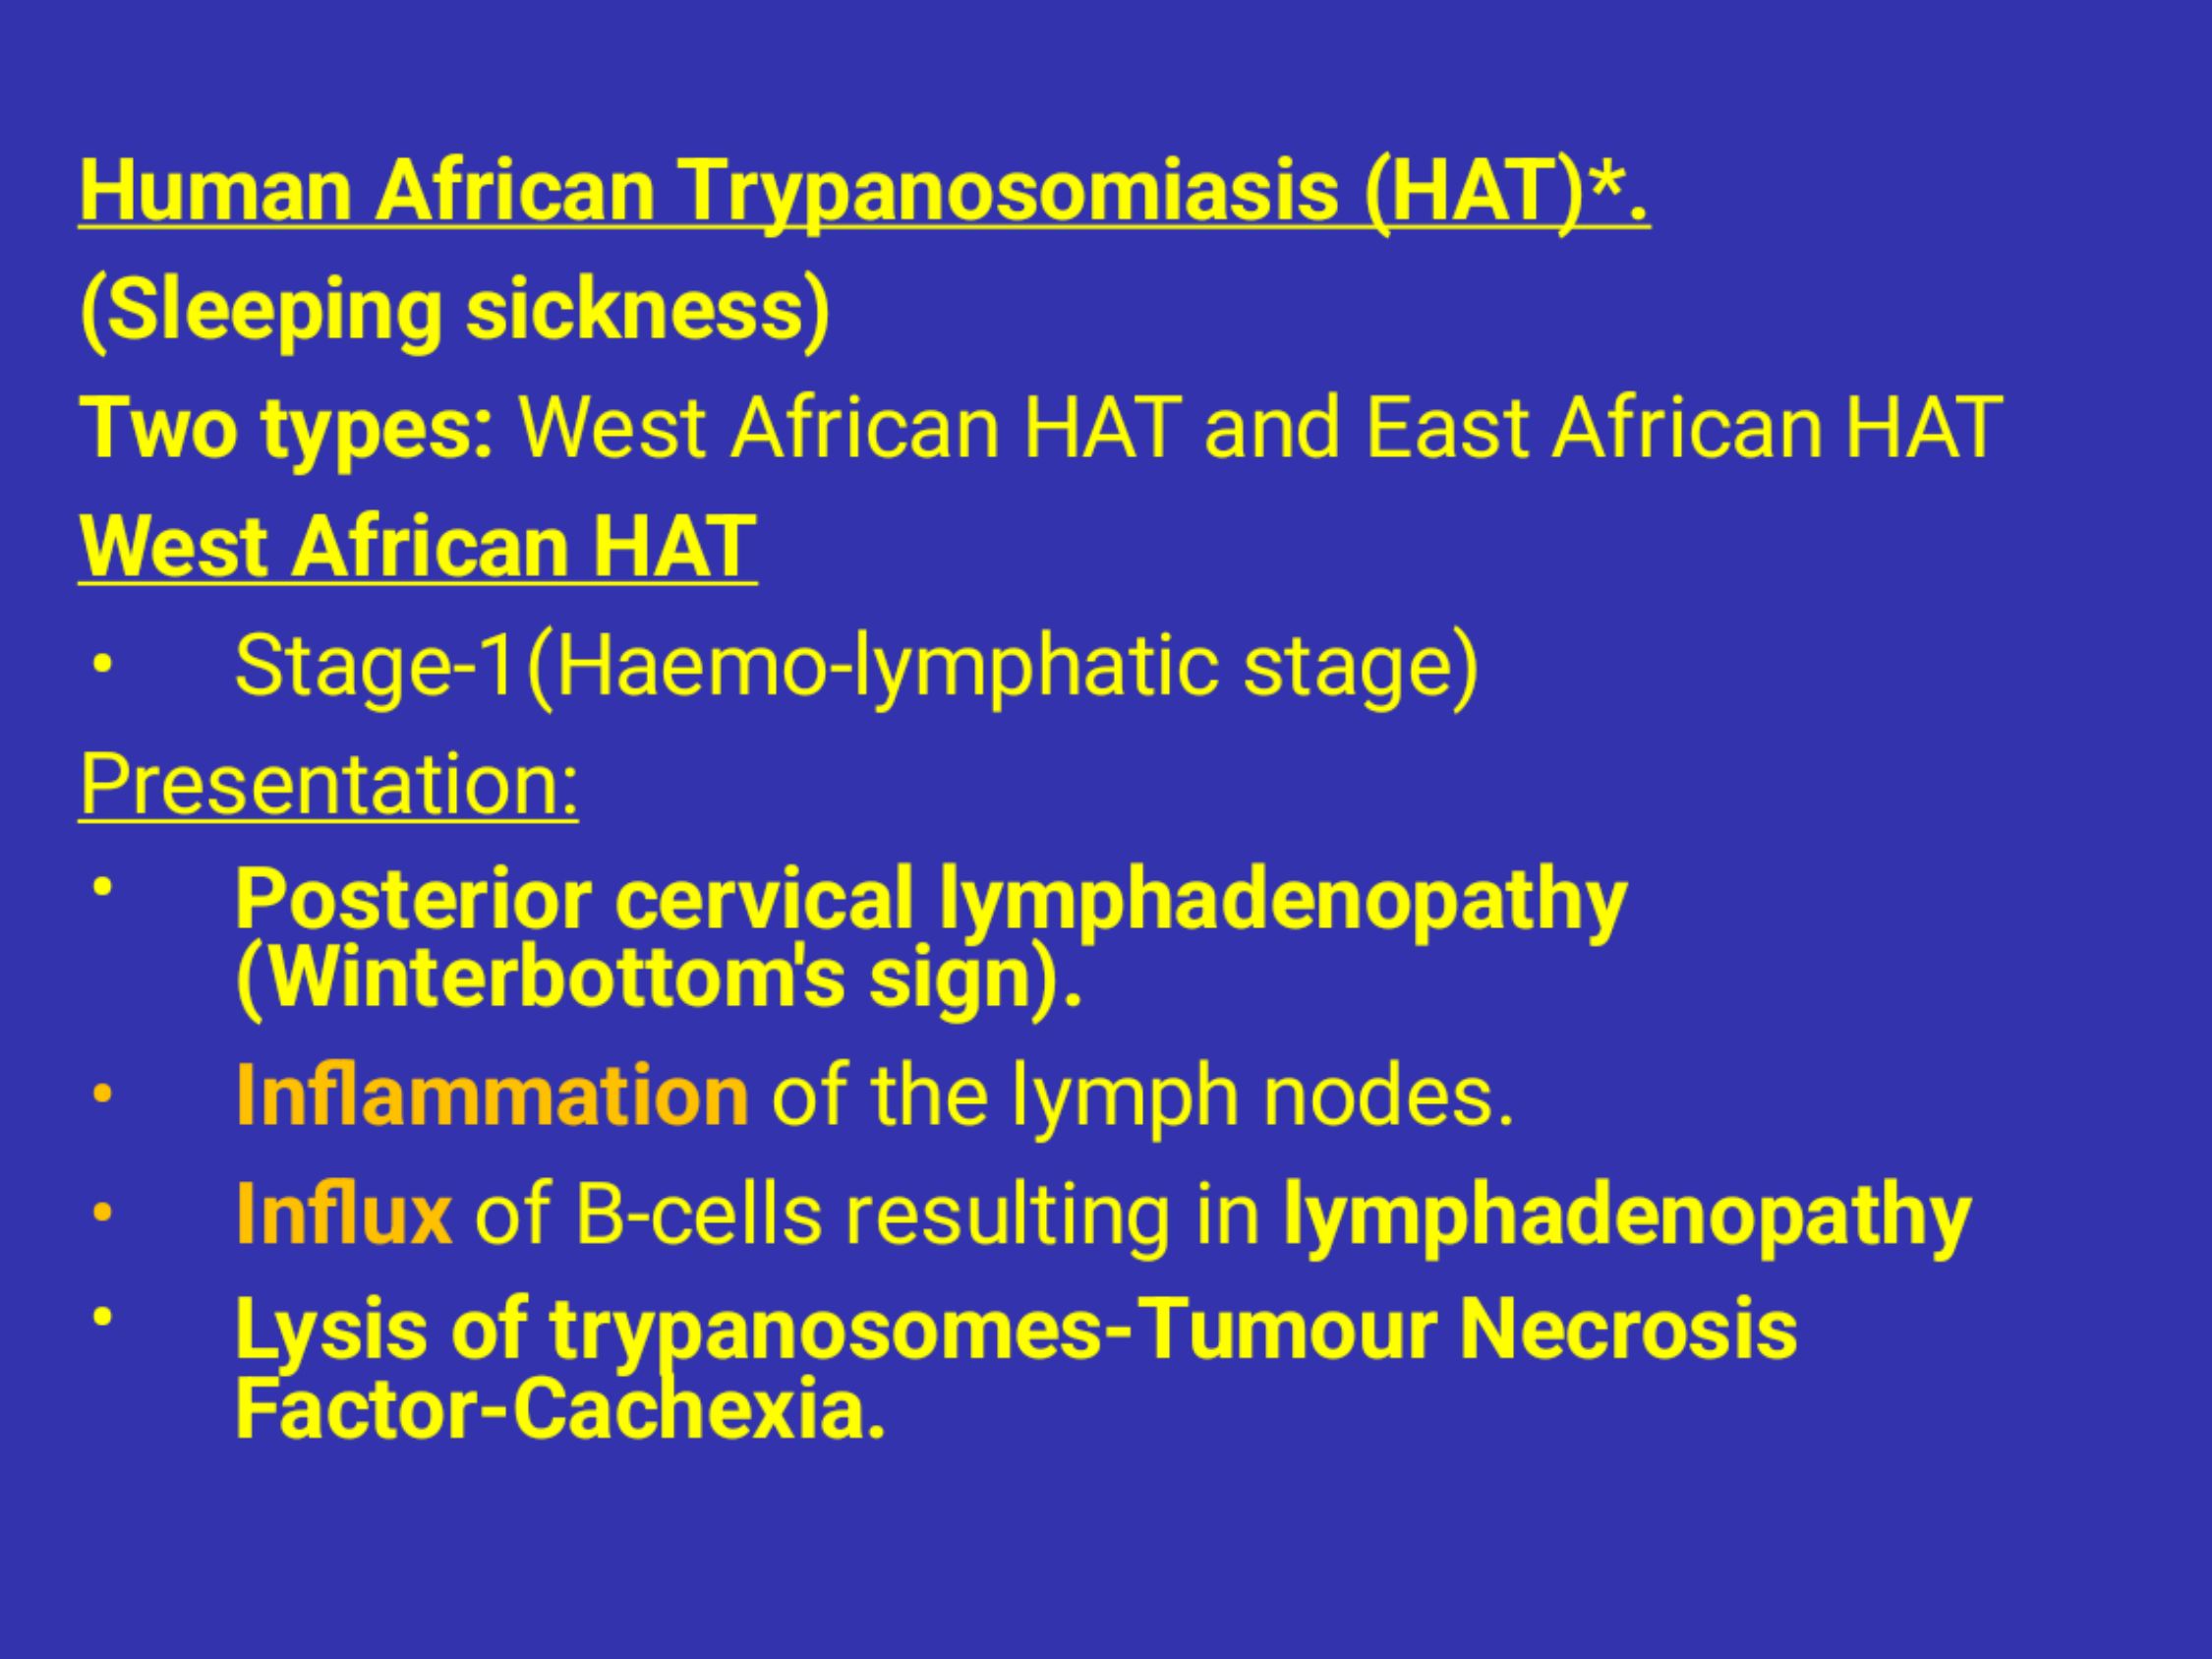 Human African Trypanosomiasis (HAT)*.
(Sleeping sickness)
Two types: West African HAT and East African HAT
West African HAT
• Stage-1(Haemo-lymphatic stage)
Presentation:
• Posterior cervical lymphadenopathy
(Winterbottom's sign).
• Inflammation of the lymph nodes.
• Influx of B-cells resulting in lymphadenopathy
• Lysis of trypanosomes-Tumour Necrosis
Factor-Cachexia.